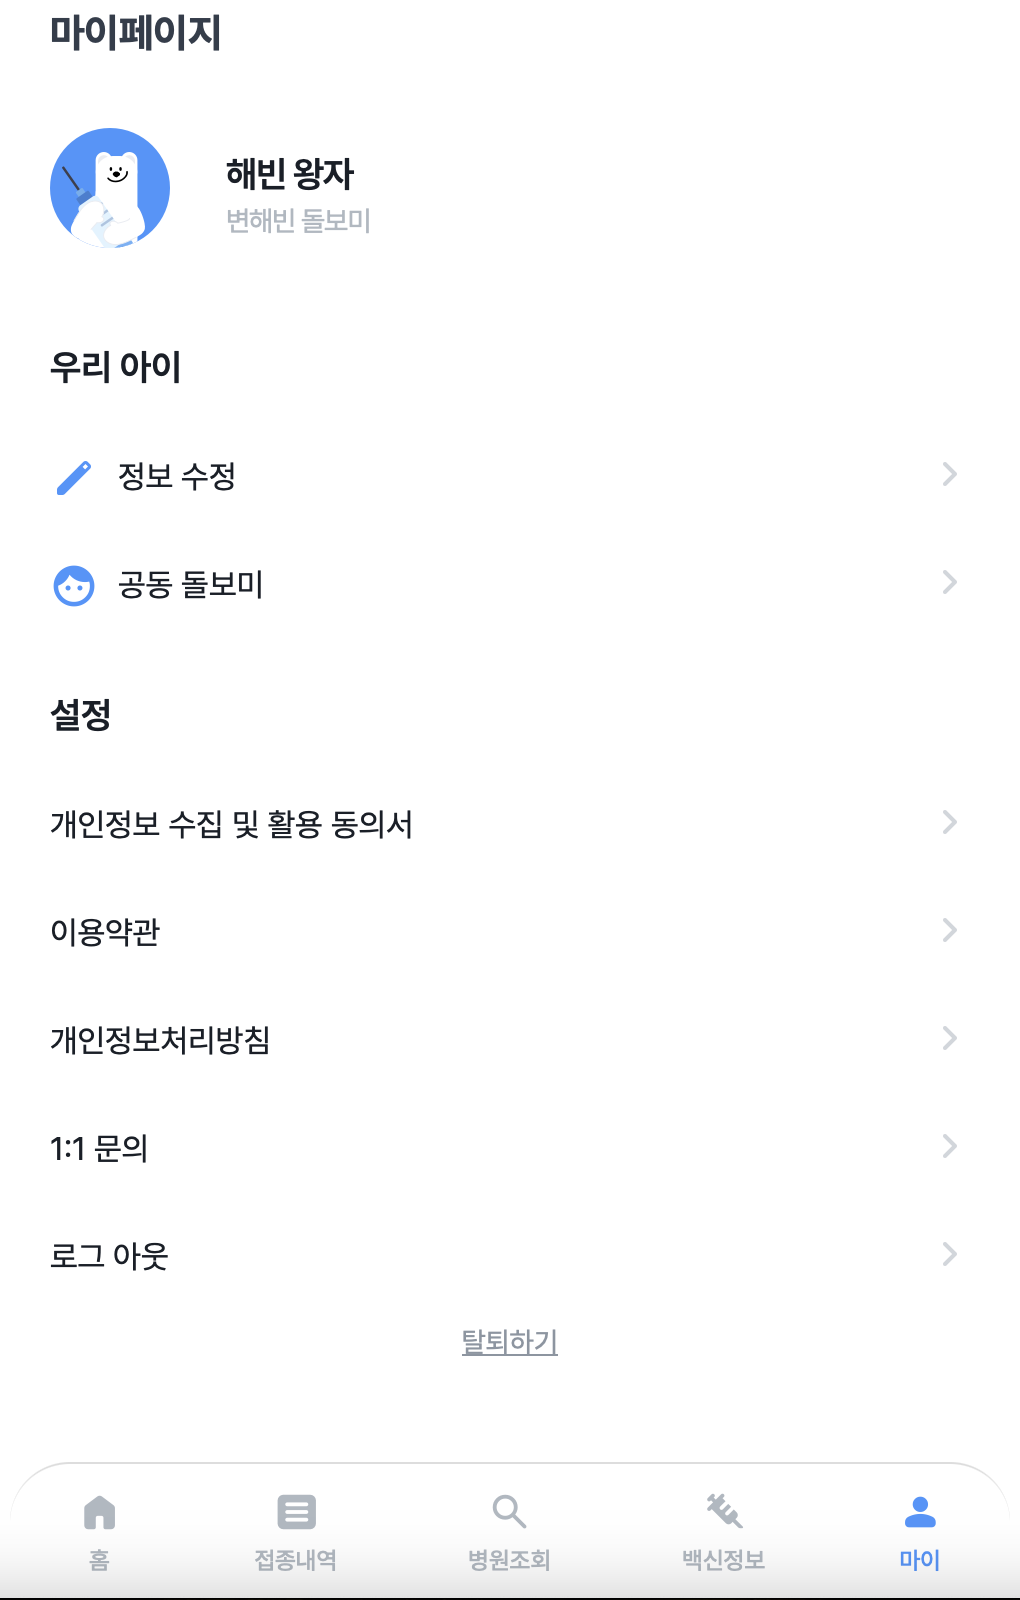 마이페이지
해빈 왕자
변해빈 돌보미
우리 아이
정보 수정
공동 돌보미
설정
개인정보 수집 및 활용 동의서
이용약관
개인정보처리방침
1:1 문의
로그 아웃
탈퇴하기
홈
접종내역
병원조회
백신정보
마이